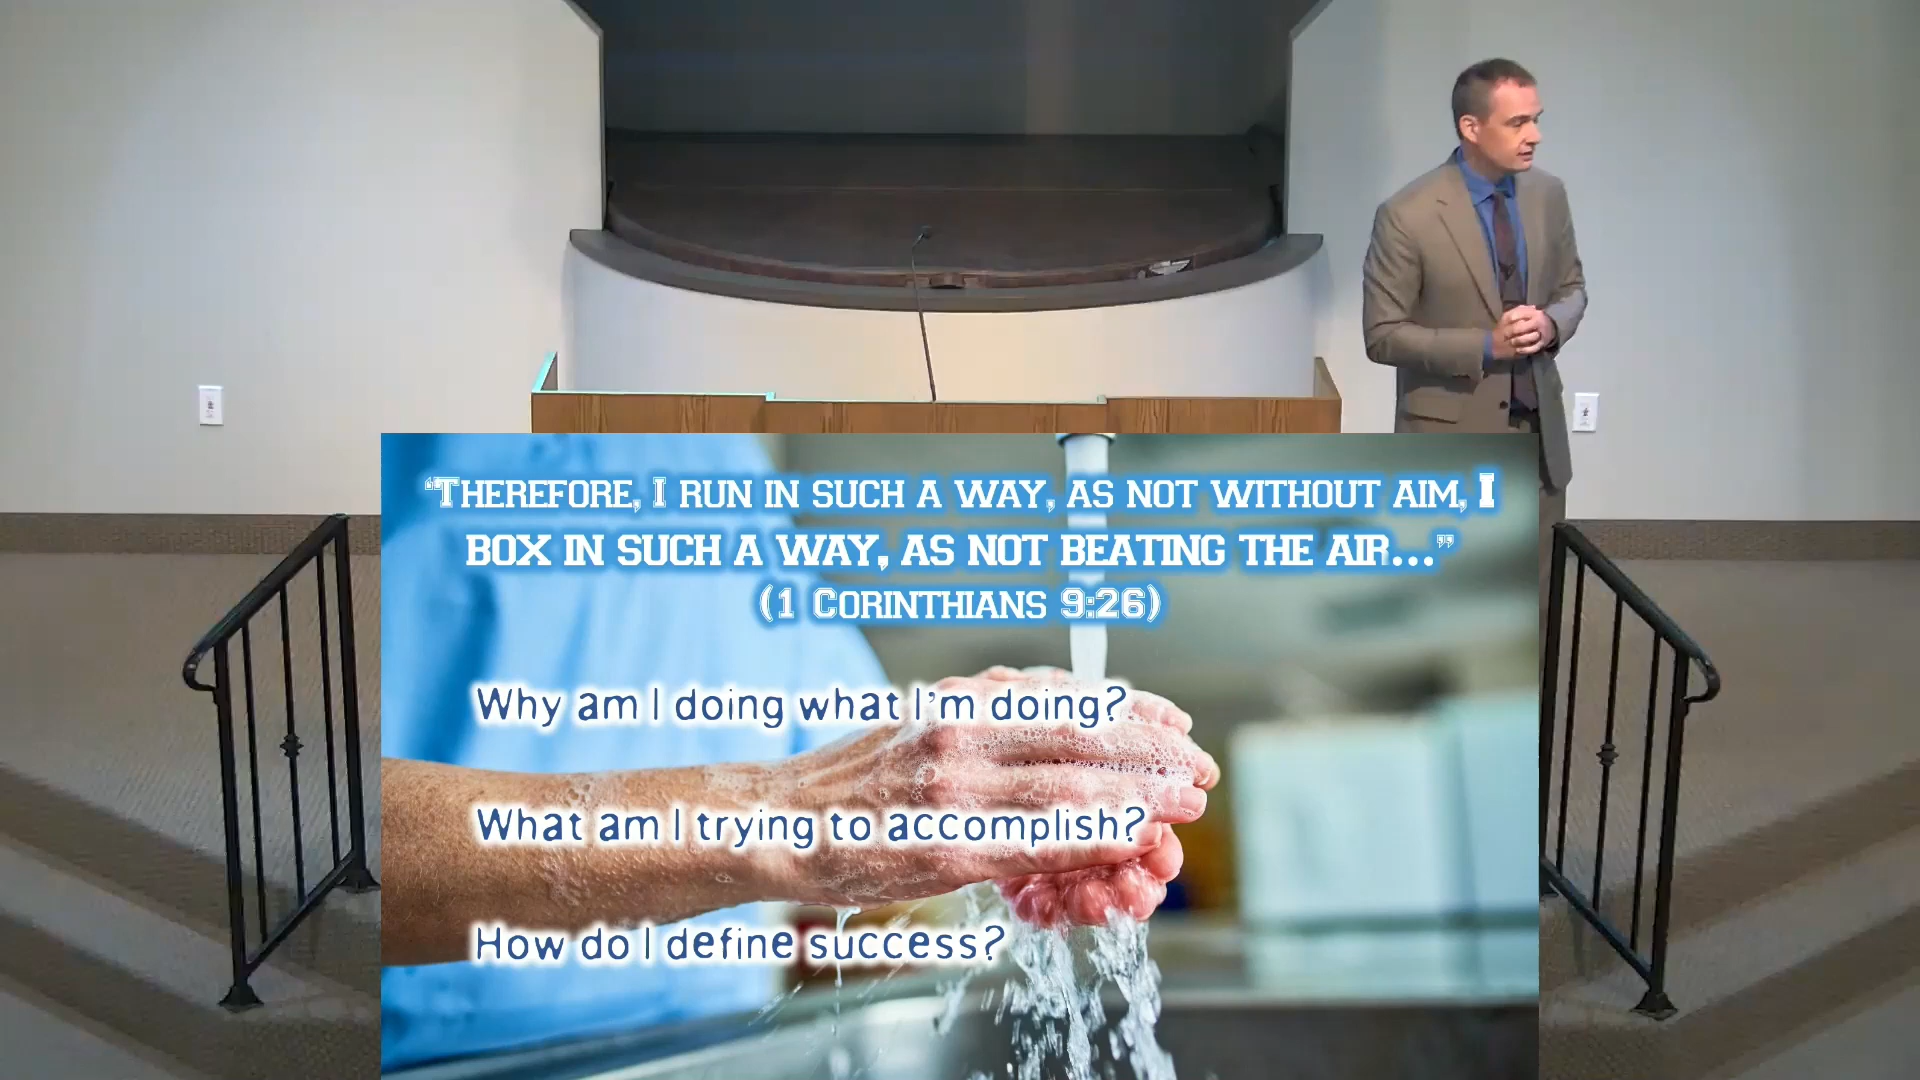 “Therefore, I run in such a way, as not without aim, I
box in such a way, as not beating the air...”
(1 Corinthians 9:26)
Why am I doing what I’m doing?
What am I trying to accomplish?
How do I define success?